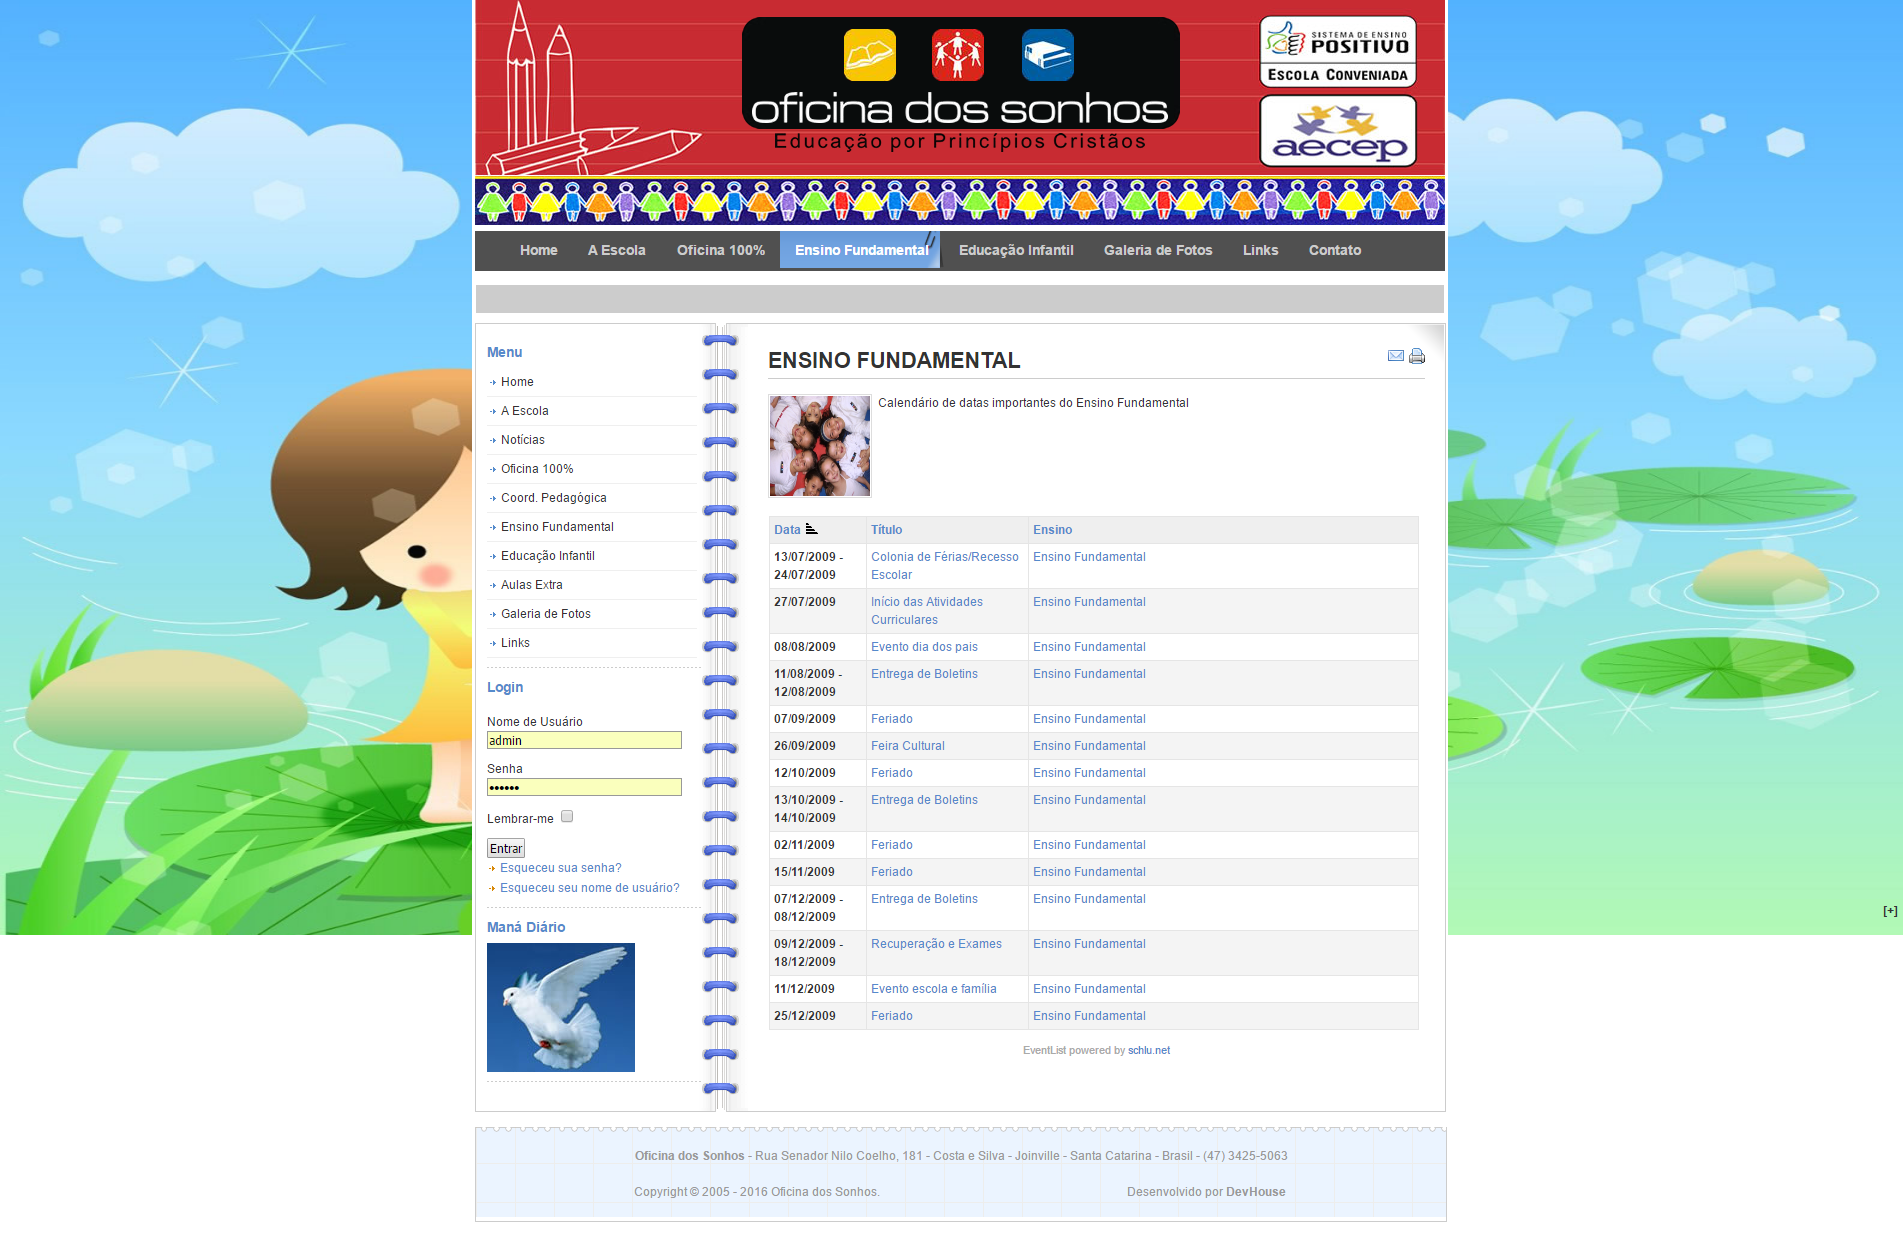 oficina dos sonhos
Educação por Princípios Cristãos
SISTEMA DE ENSINO
POSITIVO
ESCOLA CONVENIADA
aecep
Home A Escola Oficina 100% Ensino Fundamental Educação Infantil Galeria de Fotos Links Contato
Menu
Home
A Escola
Notícias
Oficina 100%
Coord. Pedagógica
Ensino Fundamental
Educação Infantil
Aulas Extra
Galeria de Fotos
Links
Login
Nome de Usuário
admin
Senha
••••••
Lembrar-me
Entrar
Esqueceu sua senha?
Esqueceu seu nome de usuário?
Maná Diário
ENSINO FUNDAMENTAL
Calendário de datas importantes do Ensino Fundamental
Data Título Ensino
13/07/2009 - Colonia de Férias/Recesso Ensino Fundamental
24/07/2009 Escolar
27/07/2009 Início das Atividades Ensino Fundamental
Curriculares
08/08/2009 Evento dia dos pais Ensino Fundamental
11/08/2009 - Entrega de Boletins Ensino Fundamental
12/08/2009
07/09/2009 Feriado Ensino Fundamental
26/09/2009 Feira Cultural Ensino Fundamental
12/10/2009 Feriado Ensino Fundamental
13/10/2009 - Entrega de Boletins Ensino Fundamental
14/10/2009
02/11/2009 Feriado Ensino Fundamental
15/11/2009 Feriado Ensino Fundamental
07/12/2009 - Entrega de Boletins Ensino Fundamental
08/12/2009
09/12/2009 - Recuperação e Exames Ensino Fundamental
18/12/2009
11/12/2009 Evento escola e família Ensino Fundamental
25/12/2009 Feriado Ensino Fundamental
EventList powered by schlu.net
[+]
Oficina dos Sonhos - Rua Senador Nilo Coelho, 181 - Costa e Silva - Joinville - Santa Catarina - Brasil - (47) 3425-5063
Copyright © 2005 - 2016 Oficina dos Sonhos. Desenvolvido por DevHouse